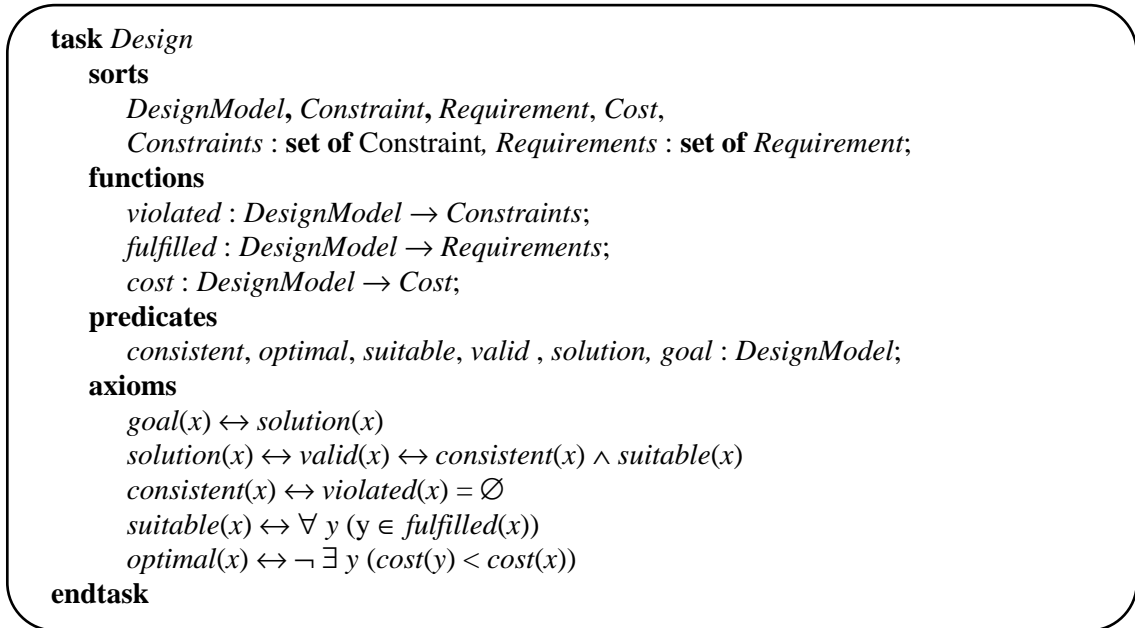 task Design
sorts
DesignModel, Constraint, Requirement, Cost,
Constraints : set of Constraint, Requirements : set of Requirement;
functions
violated : DesignModel → Constraints;
fulfilled : DesignModel → Requirements;
cost : DesignModel → Cost;
predicates
consistent, optimal, suitable, valid , solution, goal : DesignModel;
axioms
goal(x) ↔ solution(x)
solution(x) ↔ valid(x) ↔ consistent(x) ∧ suitable(x)
consistent(x) ↔ violated(x) = ∅
suitable(x) ↔ ∀ y (y ∈ fulfilled(x))
optimal(x) ↔ ¬ ∃ y (cost(y) < cost(x))
endtask